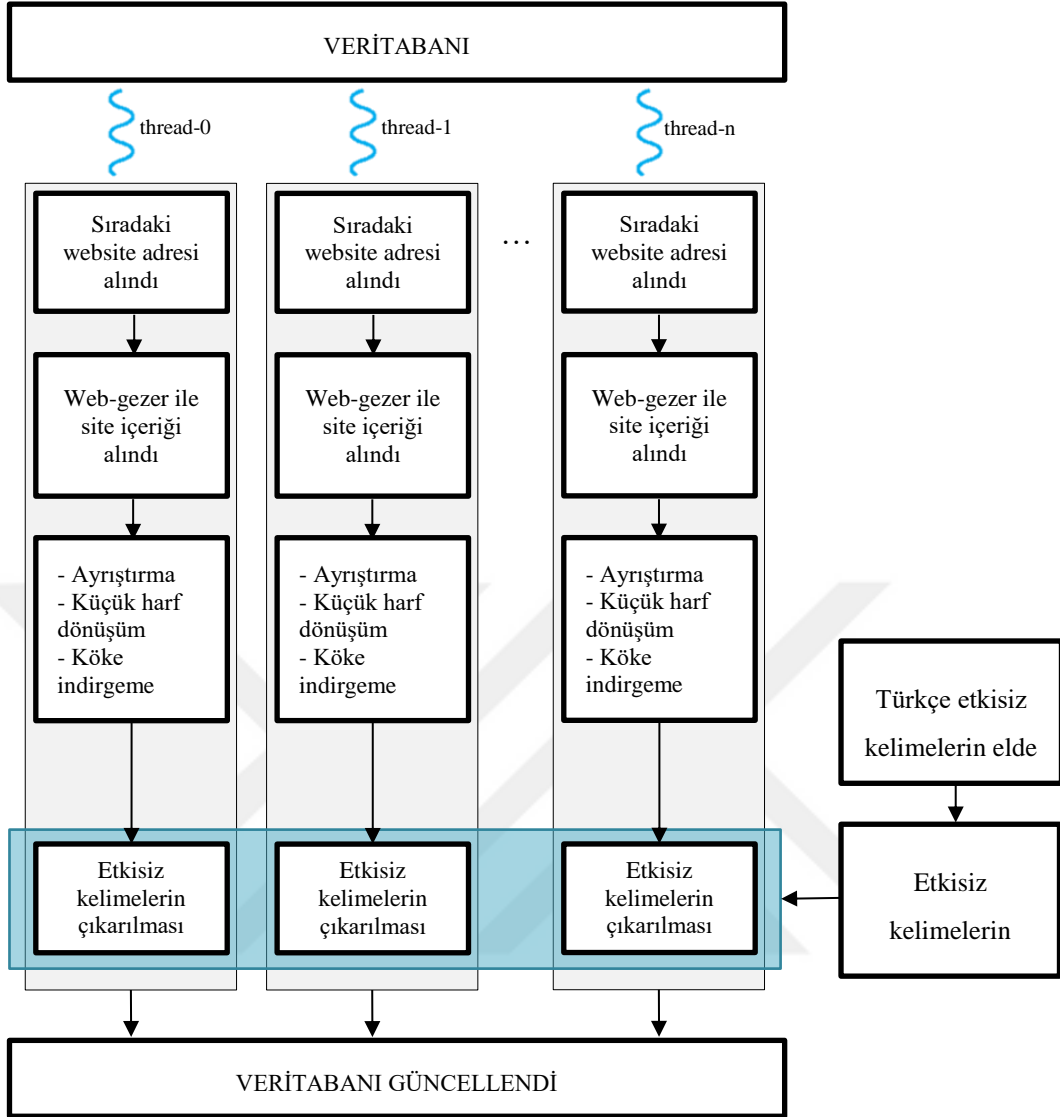 VERİTABANI
thread-0
thread-1
thread-n
Sıradaki
website adresi
alındı
Sıradaki
website adresi
alındı
…
Sıradaki
website adresi
alındı
Web-gezer ile
site içeriği
alındı
Web-gezer ile
site içeriği
alındı
Web-gezer ile
site içeriği
alındı
- Ayrıştırma
- Küçük harf
dönüşüm
- Köke
indirgeme
- Ayrıştırma
- Küçük harf
dönüşüm
- Köke
indirgeme
- Ayrıştırma
- Küçük harf
dönüşüm
- Köke
indirgeme
Türkçe etkisiz
kelimelerin elde
Etkisiz
kelimelerin
çıkarılması
Etkisiz
kelimelerin
çıkarılması
Etkisiz
kelimelerin
çıkarılması
Etkisiz
kelimelerin
VERİTABANI GÜNCELLENDİ